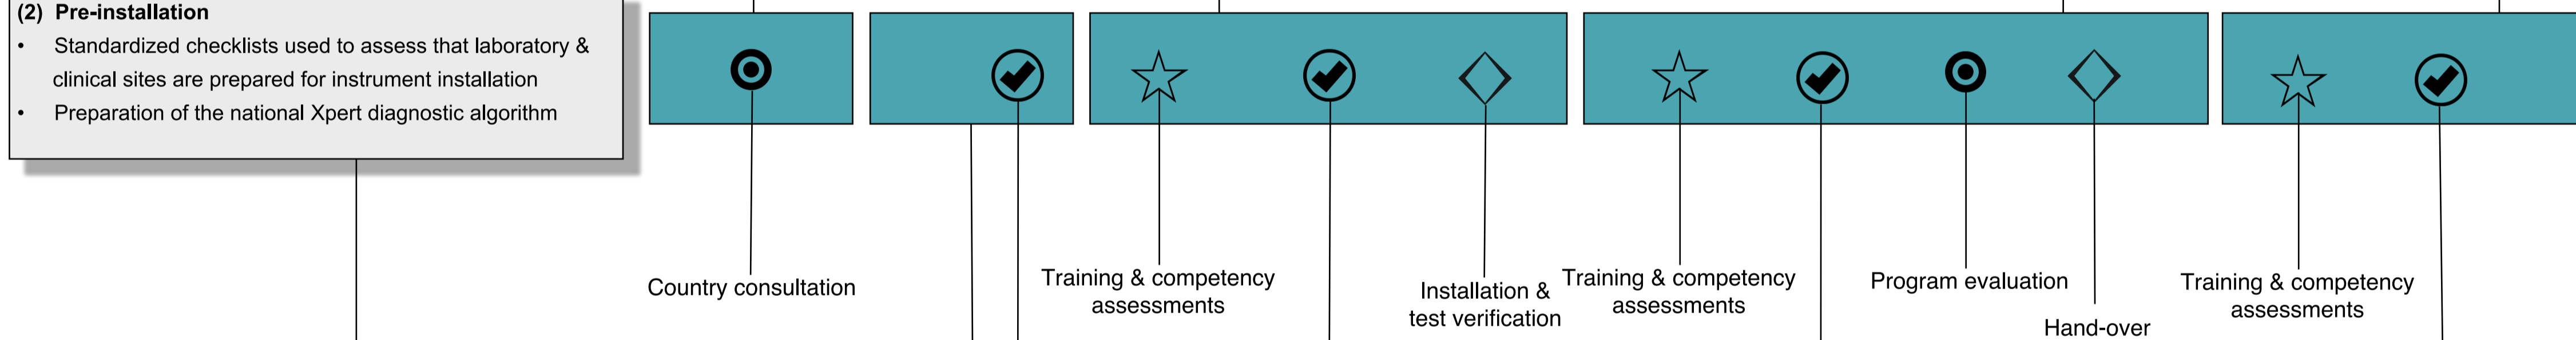 (2) Pre-installation
• Standardized checklists used to assess that laboratory &
clinical sites are prepared for instrument installation
• Preparation of the national Xpert diagnostic algorithm
Country consultation
Training & competency
assessments
Installation &
test verification
Training & competency
assessments
Program evaluation
Hand-over
Training & competency
assessments